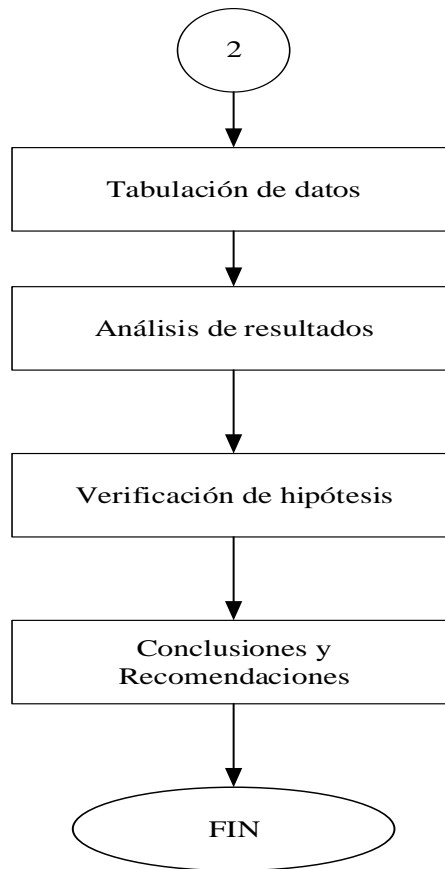 2
Tabulación de datos
Análisis de resultados
Verificación de hipótesis
Conclusiones y
Recomendaciones
FIN